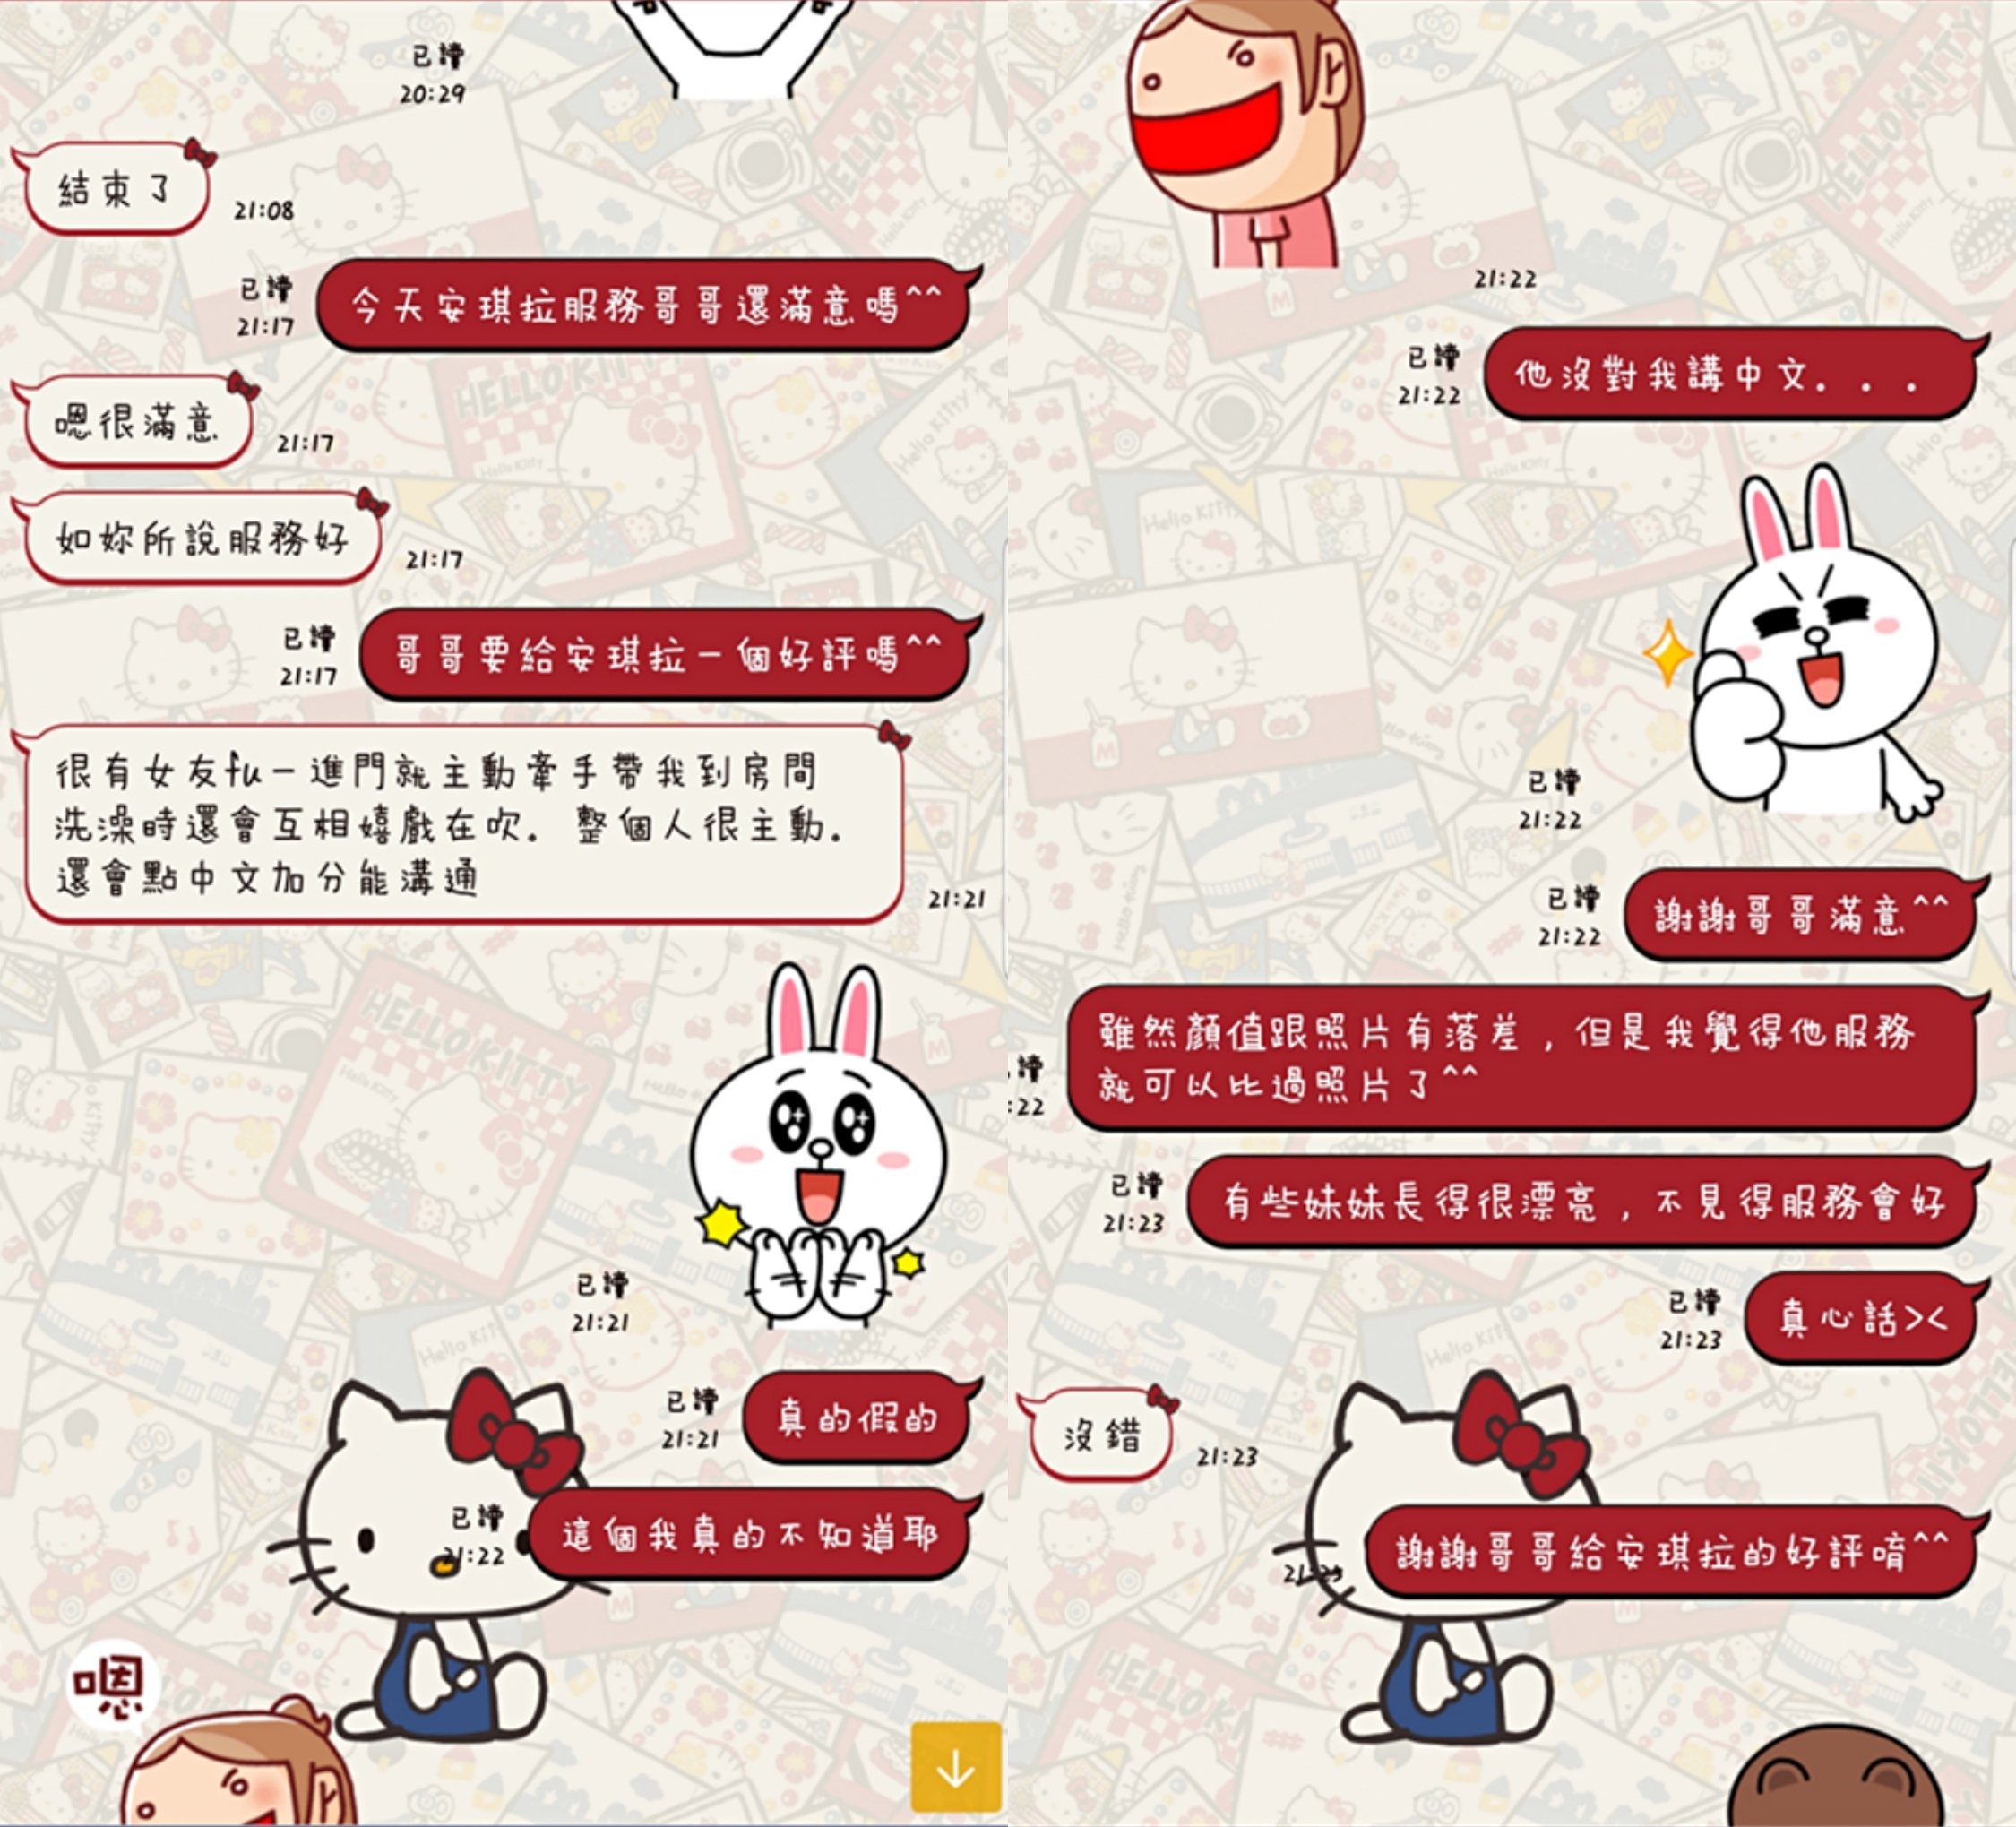 已讀
20:29
結束了
21:08
已讀
21:17
今天安琪拉服務哥哥還滿意嗎^^
嗯很滿意
21:17
如妳所說服務好
21:17
已讀
21:17
哥哥要給安琪拉一個好評嗎^^
很有女友fu一進門就主動牽手帶我到房間
洗澡時還會互相嬉戲在吹. 整個人很主動.
還會點中文加分能溝通
21:21
已讀
21:21
已讀
21:21
真的假的
已讀
21:22
這個我真的不知道耶
嗯
21:22
已讀
21:22
他沒對我講中文...
已讀
21:22
已讀
21:22
謝謝哥哥滿意^^
讀
:22
雖然顏值跟照片有落差，但是我覺得他服務
就可以比過照片了^^
已讀
21:23
有些妹妹長得很漂亮，不見得服務會好
已讀
21:23
真心話><
沒錯
21:23
21:23
謝謝哥哥給安琪拉的好評唷^^